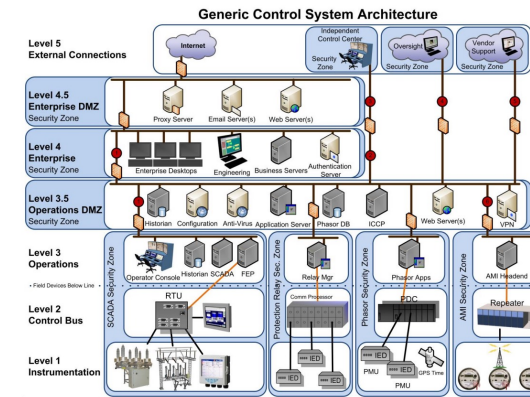 Generic Control System Architecture
Level 5
External Connections
Internet
Independent
Control Center
Security
Zone
Oversight
Security Zone
Vendor
Support
Security Zone
Level 4.5
Enterprise DMZ
Security Zone
Proxy Server
Email Server(s)
Web Server(s)
Level 4
Enterprise
Security Zone
Enterprise Desktops
Engineering
Business Servers
Authentication
Server
Level 3.5
Operations DMZ
Security Zone
Historian
Configuration
Anti-Virus
Application Server
Phasor DB
ICCP
Web Server(s)
VPN
Level 3
Operations
• Field Devices Below Line •
SCADA Security Zone
Operator Console
Historian
SCADA
FEP
Protection Relay Sec. Zone
Relay Mgr
Phasor Security Zone
Phasor Apps
AMI Security Zone
AMI Headend
Level 2
Control Bus
RTU
Comm Processor
PDC
Repeater
Level 1
Instrumentation
IED
IED
IED
IED
IED
PMU
PMU
GPS Time